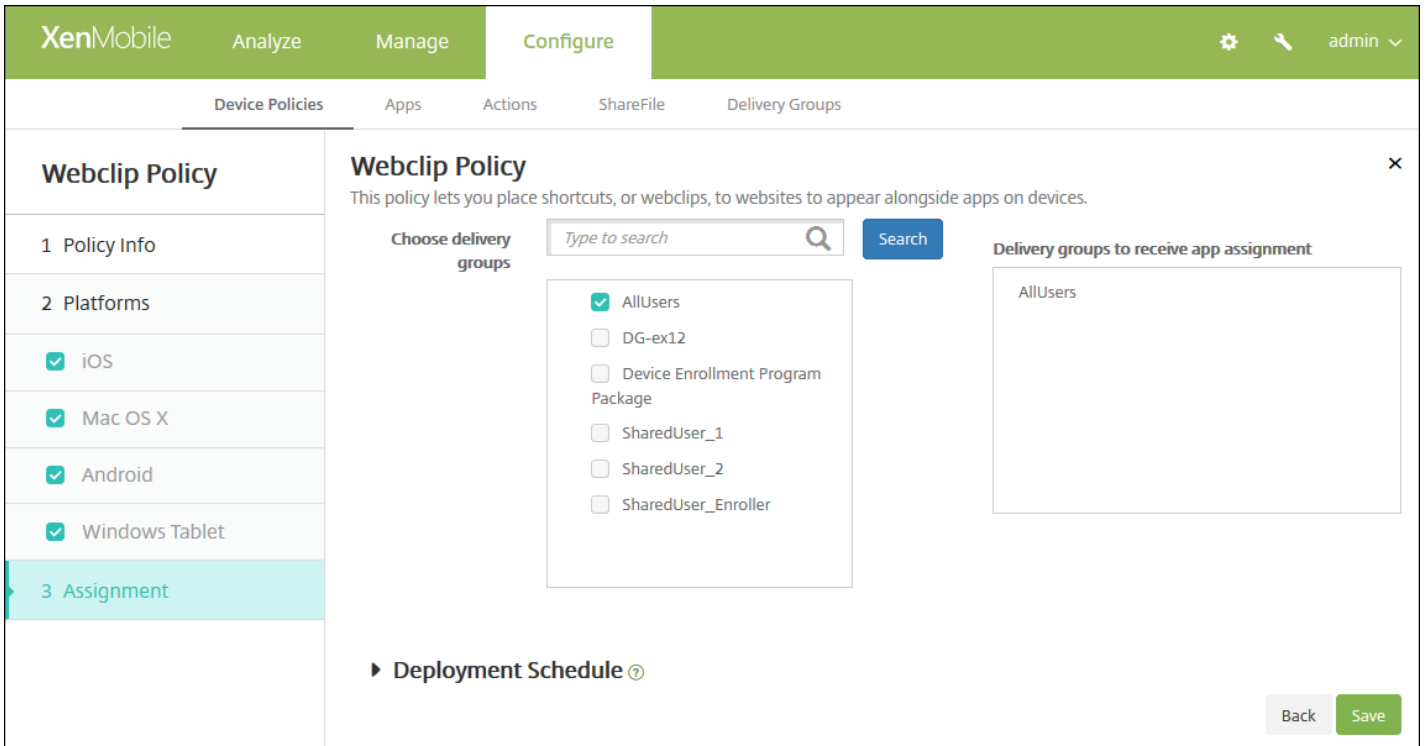 XenMobile Analyze Manage Configure admin
Device Policies Apps Actions ShareFile Delivery Groups
Webclip Policy
1 Policy Info
2 Platforms
iOS
Mac OS X
Android
Windows Tablet
3 Assignment
Webclip Policy
This policy lets you place shortcuts, or webclips, to websites to appear alongside apps on devices.
Choose delivery
groups
Type to search
Search
AllUsers
DG-ex12
Device Enrollment Program
Package
SharedUser_1
SharedUser_2
SharedUser_Enroller
Delivery groups to receive app assignment
AllUsers
Deployment Schedule ?
Back Save